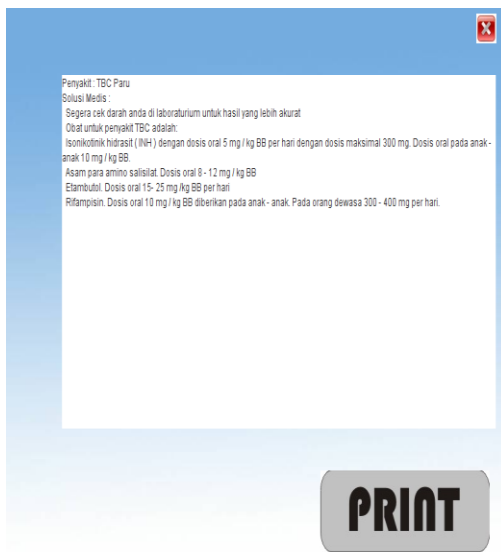 X
Penyakit : TBC Paru
Solusi Medis :
Segera cek darah anda di laboraturium untuk hasil yang lebih akurat
Obat untuk penyakit TBC adalah:
Isonikotinik hidrasit ( INH ) dengan dosis oral 5 mg / kg BB per hari dengan dosis maksimal 300 mg. Dosis oral pada anak -
anak 10 mg / kg BB.
Asam para amino salisilat. Dosis oral 8 - 12 mg / kg BB
Etambutol. Dosis oral 15- 25 mg /kg BB per hari
Rifampisin. Dosis oral 10 mg / kg BB diberikan pada anak - anak. Pada orang dewasa 300 - 400 mg per hari.
PRINT